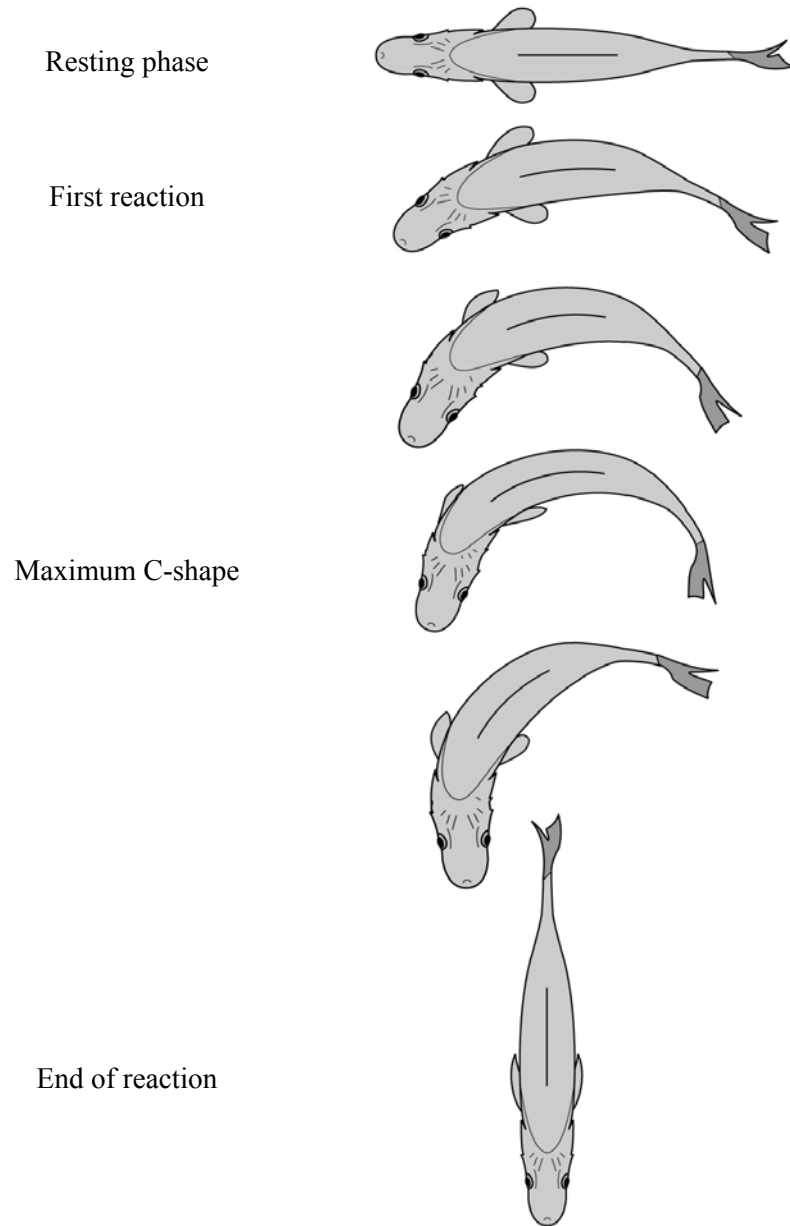 Resting phase
First reaction
Maximum C-shape
End of reaction